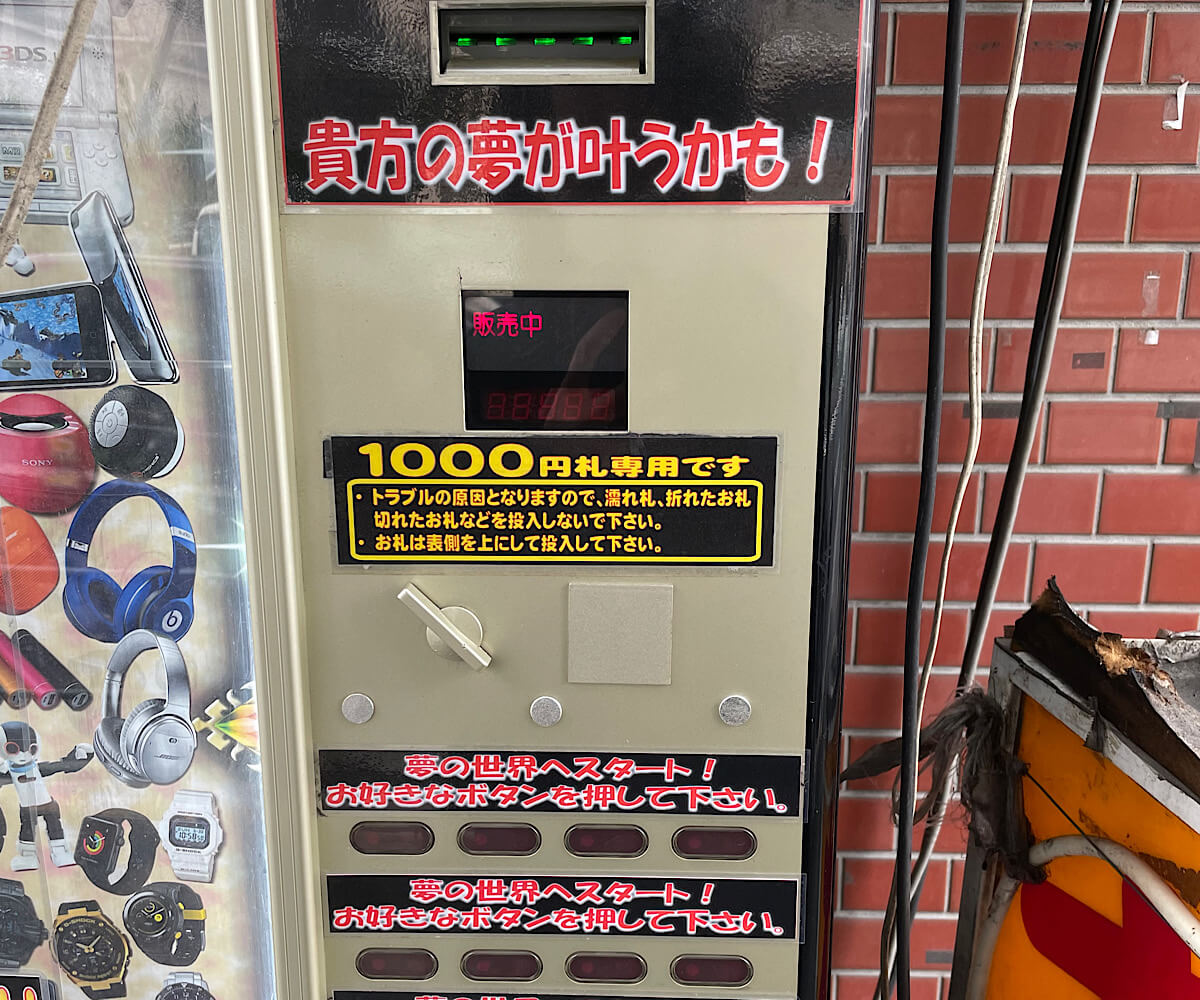 3DS
貴方の夢が叶うかも！
販売中
1000円札専用です
・トラブルの原因となりますので、濡れ札、折れたお札
切れたお札などを投入しないで下さい。
・お札は表側を上にして投入して下さい。
SONY
b
BOSE
夢の世界へスタート！
お好きなボタンを押して下さい。
10:58
G-SHOCK
夢の世界へスタート！
お好きなボタンを押して下さい。
G-SHOCK